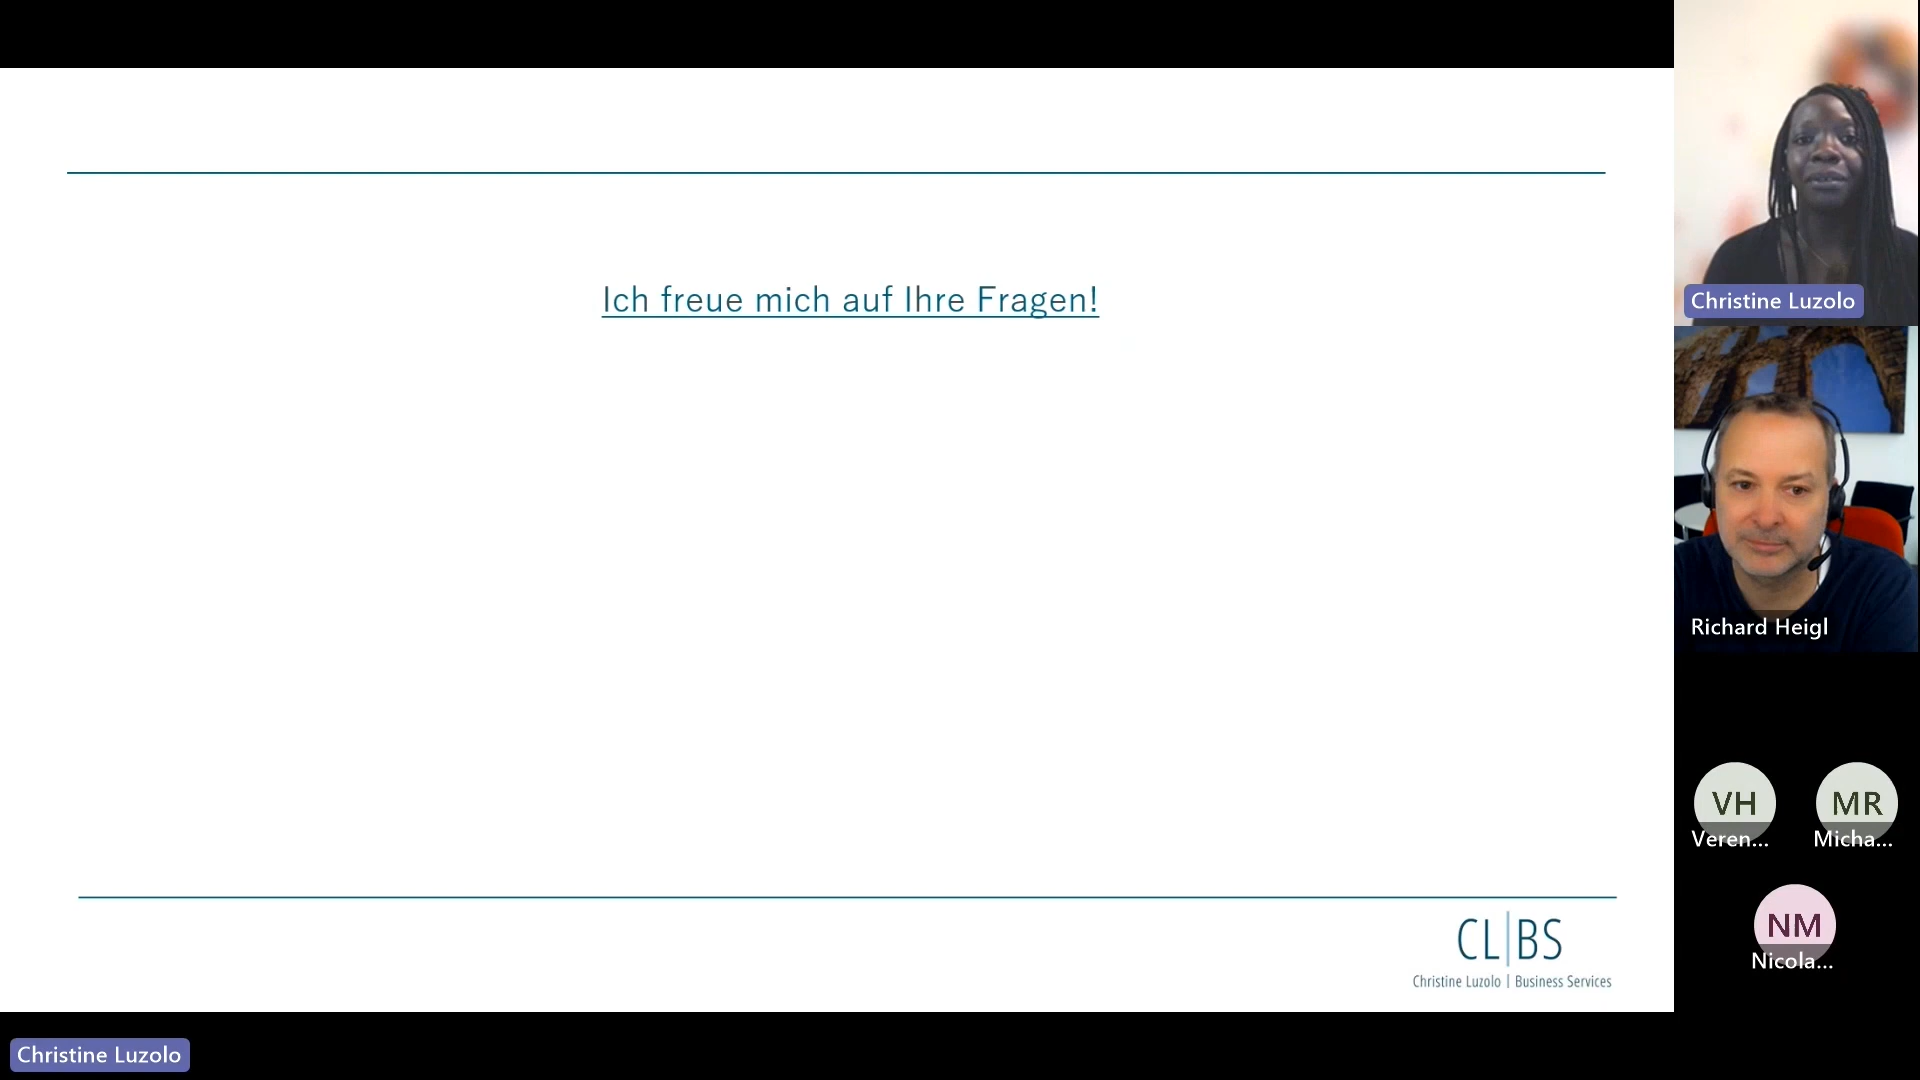 Ich freue mich auf Ihre Fragen!
CL|BS
Christine Luzolo | Business Services
Christine Luzolo
Christine Luzolo
Richard Heigl
VH
Veren...
MR
Micha...
NM
Nicola...